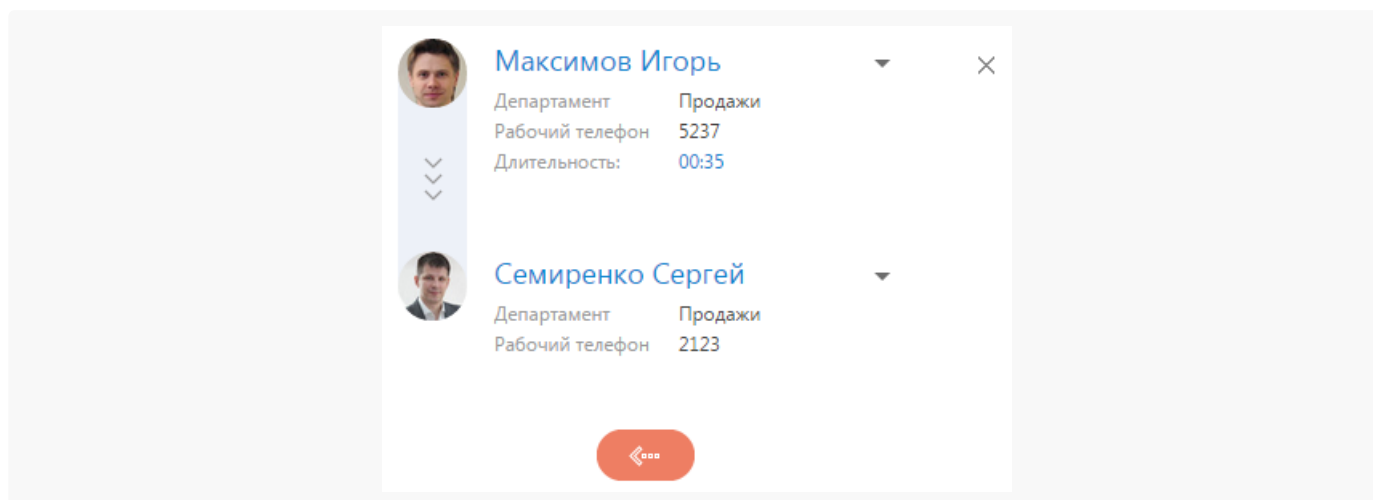 Максимов Игорь
Департамент Продажи
Рабочий телефон 5237
Длительность: 00:35
Семиренко Сергей
Департамент Продажи
Рабочий телефон 2123